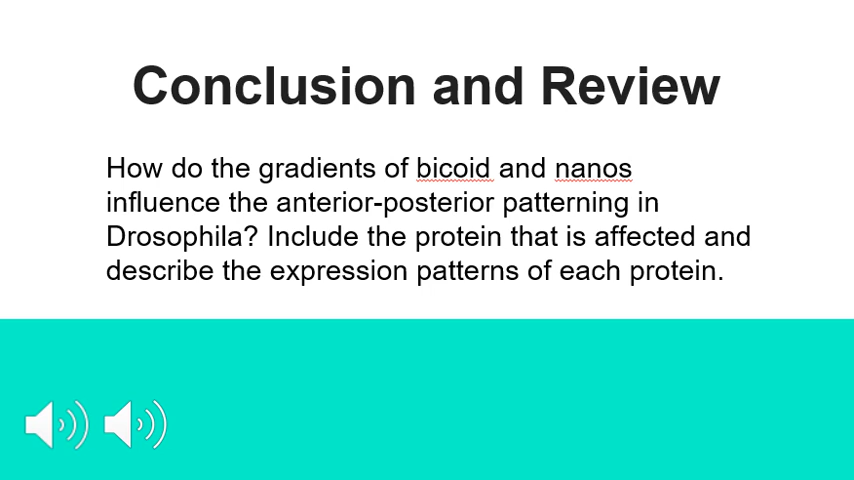 Conclusion and Review
How do the gradients of bicoid and nanos
influence the anterior-posterior patterning in
Drosophila? Include the protein that is affected and
describe the expression patterns of each protein.